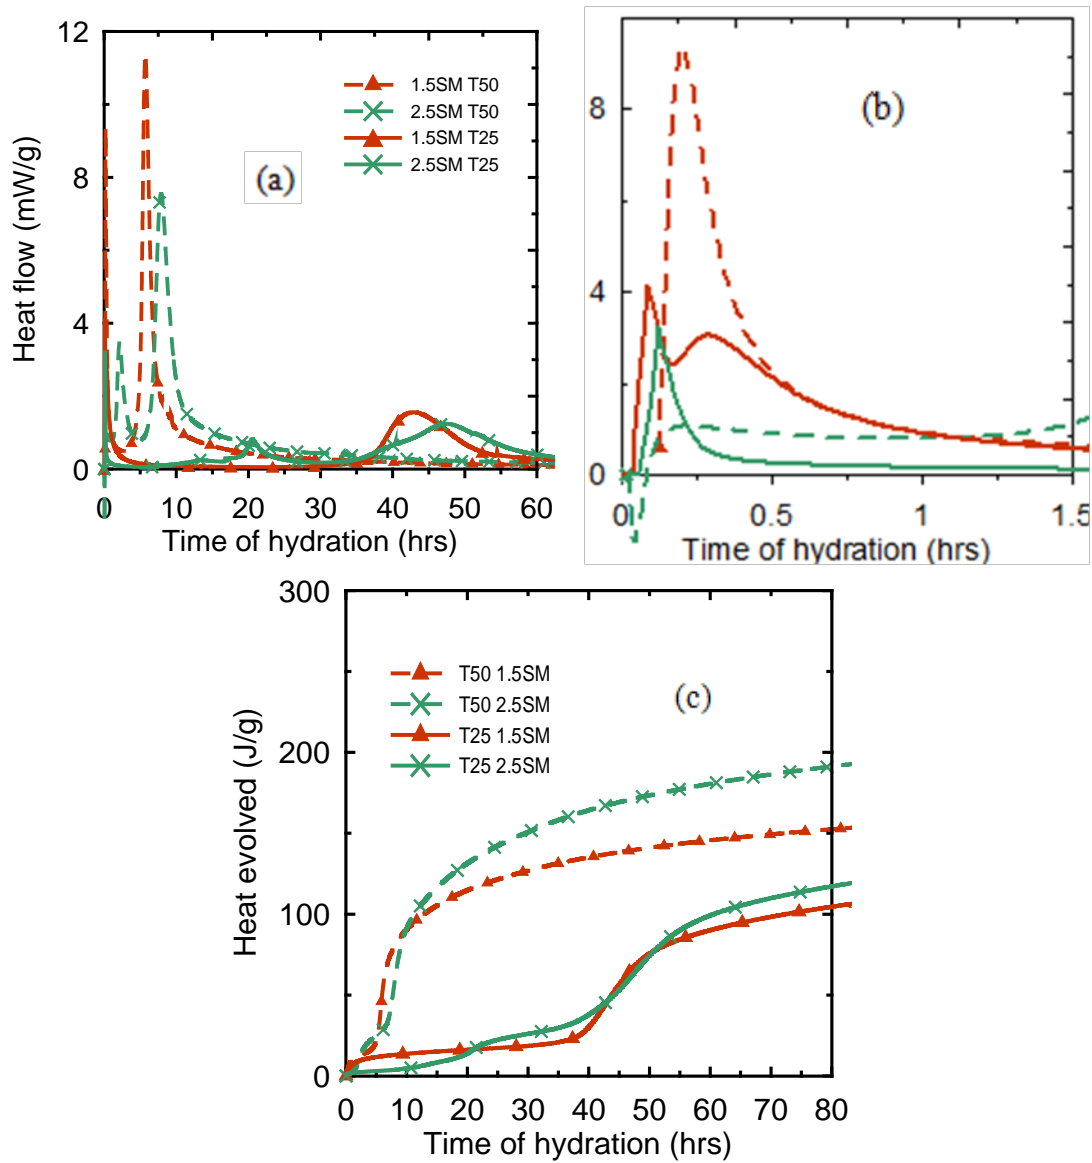 12
8
4
0
Heat flow (mW/g)
1.5SM T50
2.5SM T50
1.5SM T25
2.5SM T25
(a)
0 10 20 30 40 50 60
Time of hydration (hrs)
8
4
0
(b)
0 0.5 1 1.5
Time of hydration (hrs)
300
200
100
0
Heat evolved (J/g)
T50 1.5SM
T50 2.5SM
T25 1.5SM
T25 2.5SM
(c)
0 10 20 30 40 50 60 70 80
Time of hydration (hrs)